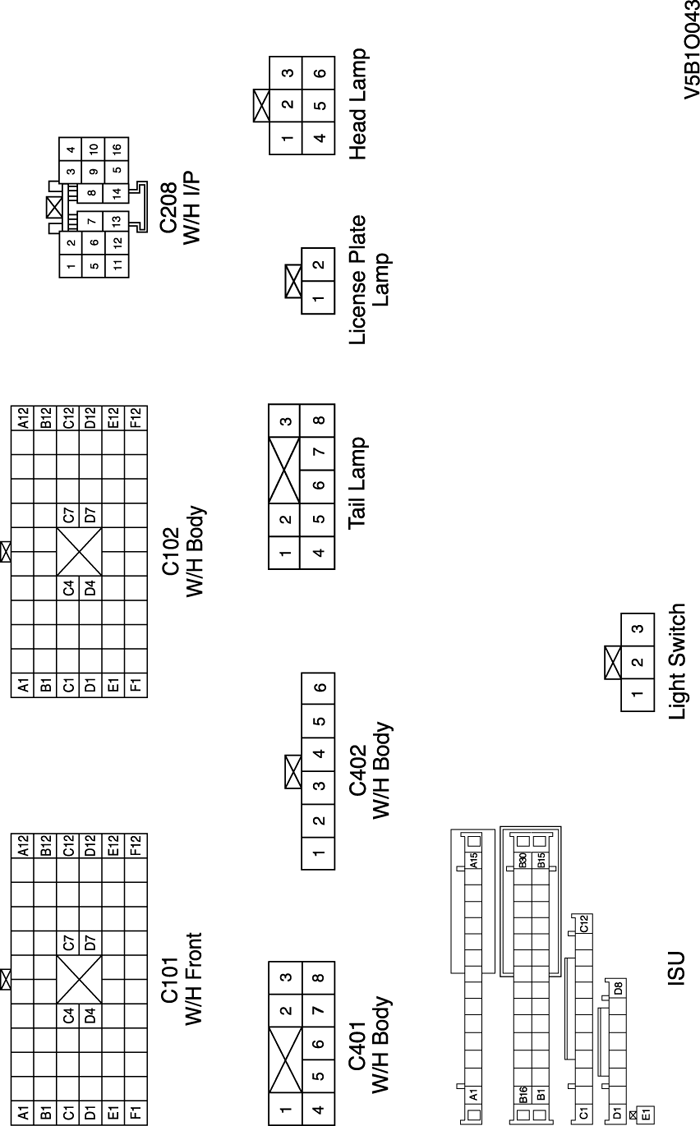 A1 A12
B1 B12
C1 C4 C7 C12
D1 D4 D7 D12
E1 E12
F1 F12
C101
W/H Front
A1 A12
B1 B12
C1 C4 C7 C12
D1 D4 D7 D12
E1 E12
F1 F12
C102
W/H Body
1 2 3 4
5 6 7 8 9 10
11 12 13 14 5 16
C208
W/H I/P
1 2 3
4 5 6 7 8
C401
W/H Body
1 2 3 4 5 6
C402
W/H Body
1 2 3
4 5 6 7 8
Tail Lamp
1 2
License Plate
Lamp
1 2 3
4 5 6
Head Lamp
A1 A15
B16 B30
B1 B15
C1 C12
D1 D8
E1
ISU
1 2 3
Light Switch
V5B1O043